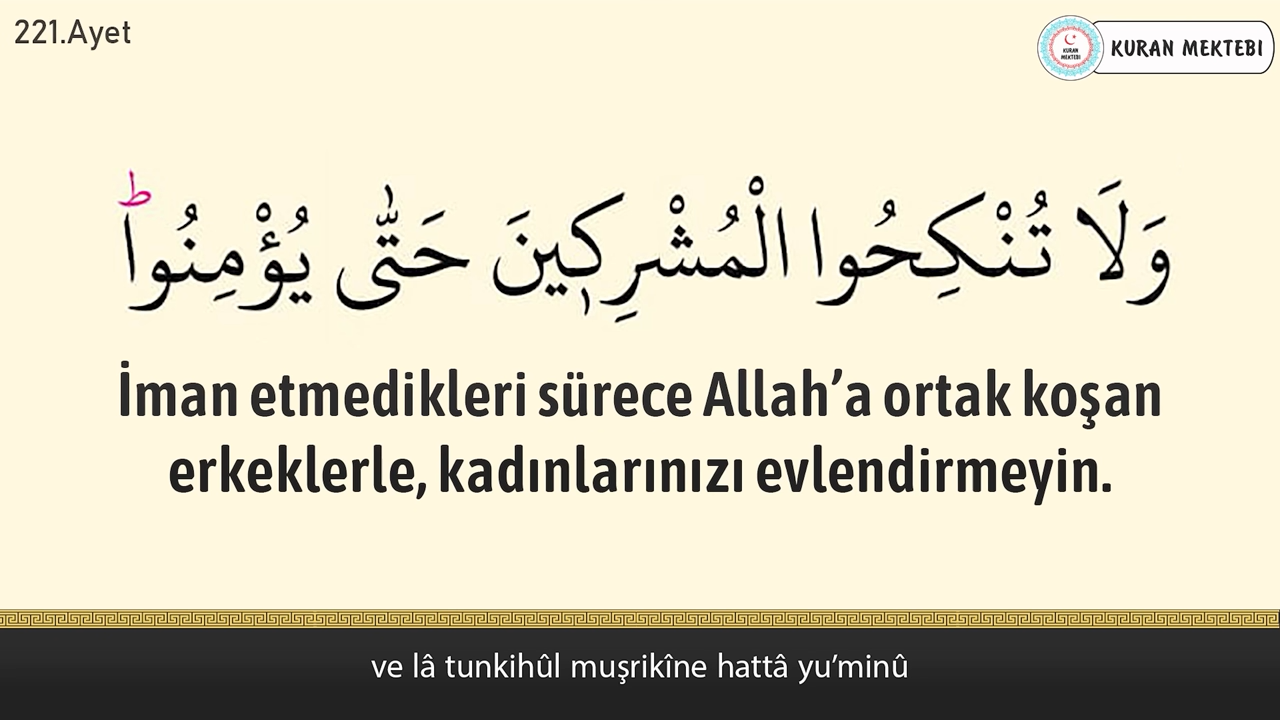 221.Ayet
KURAN MEKTEBİ
KURAN
MEKTEBİ
وَلَا تُنْكِحُوا الْمُشْرِك۪ينَ حَتّٰى يُؤْمِنُواۜ
İman etmedikleri sürece Allah’a ortak koşan
erkeklerle, kadınlarınızı evlendirmeyin.
ve lâ tunkihûl muşrikîne hattâ yu’minû